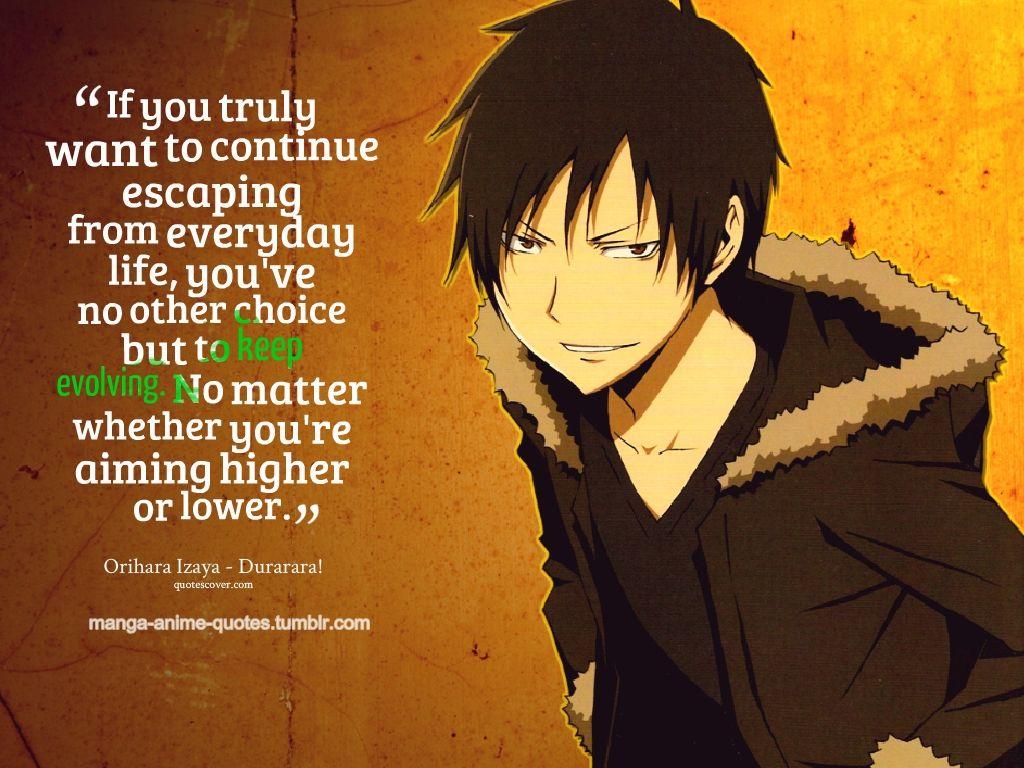 “If you truly
want to continue
escaping
from everyday
life, you've
no other choice
but to keep
evolving. No matter
whether you're
aiming higher
or lower.”
Orihara Izaya - Durarara!
quotescover.com
manga-anime-quotes.tumblr.com